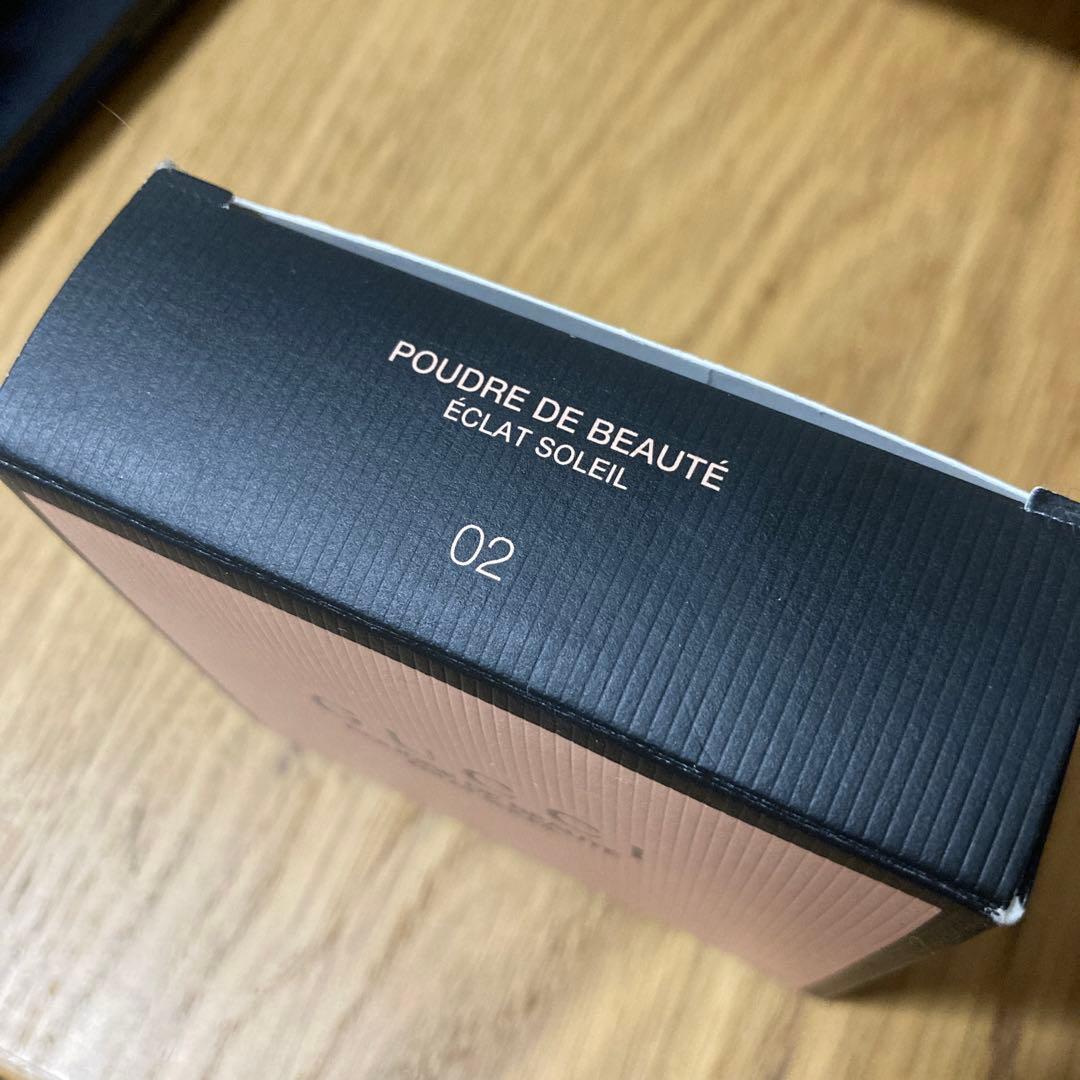 POUDRE DE BEAUTÉ
ÉCLAT SOLEIL
02